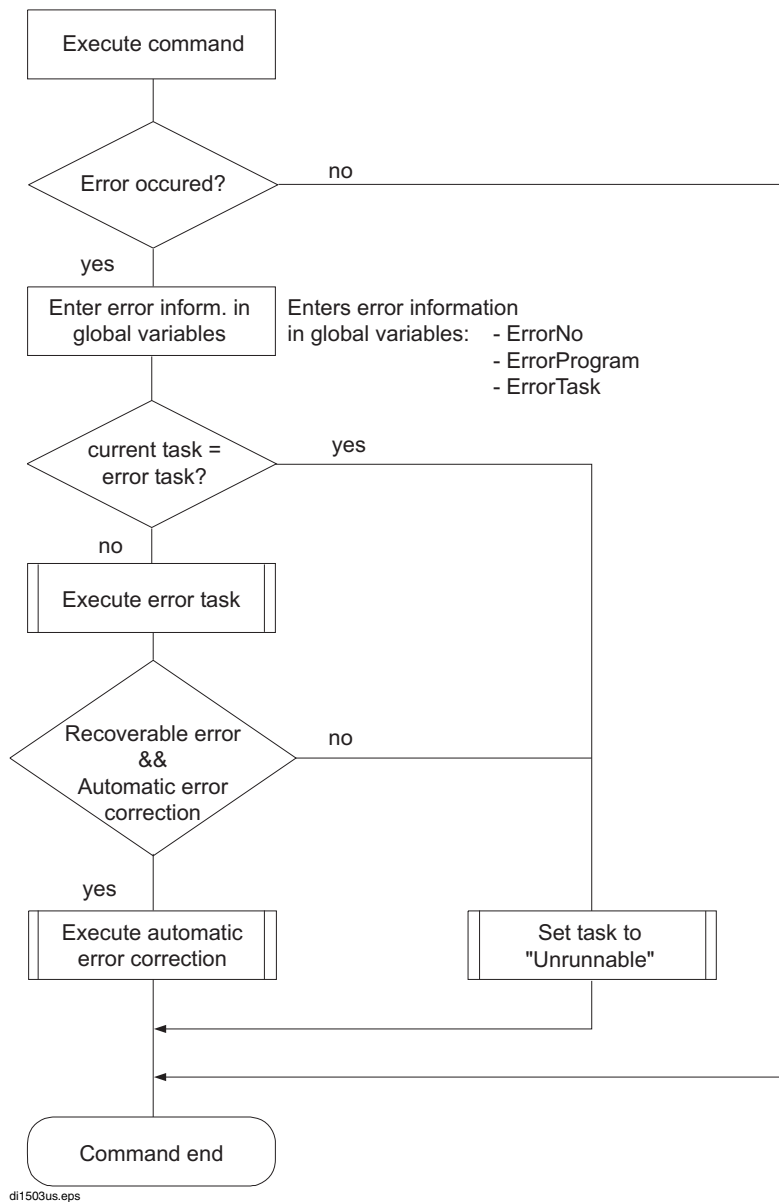 Execute command
Error occured?
no
yes
Enter error inform. in
global variables
Enters error information
in global variables: - ErrorNo
- ErrorProgram
- ErrorTask
current task =
error task?
yes
no
Execute error task
Recoverable error
&&
Automatic error
correction
no
yes
Execute automatic
error correction
Set task to
"Unrunnable"
Command end
di1503us.eps